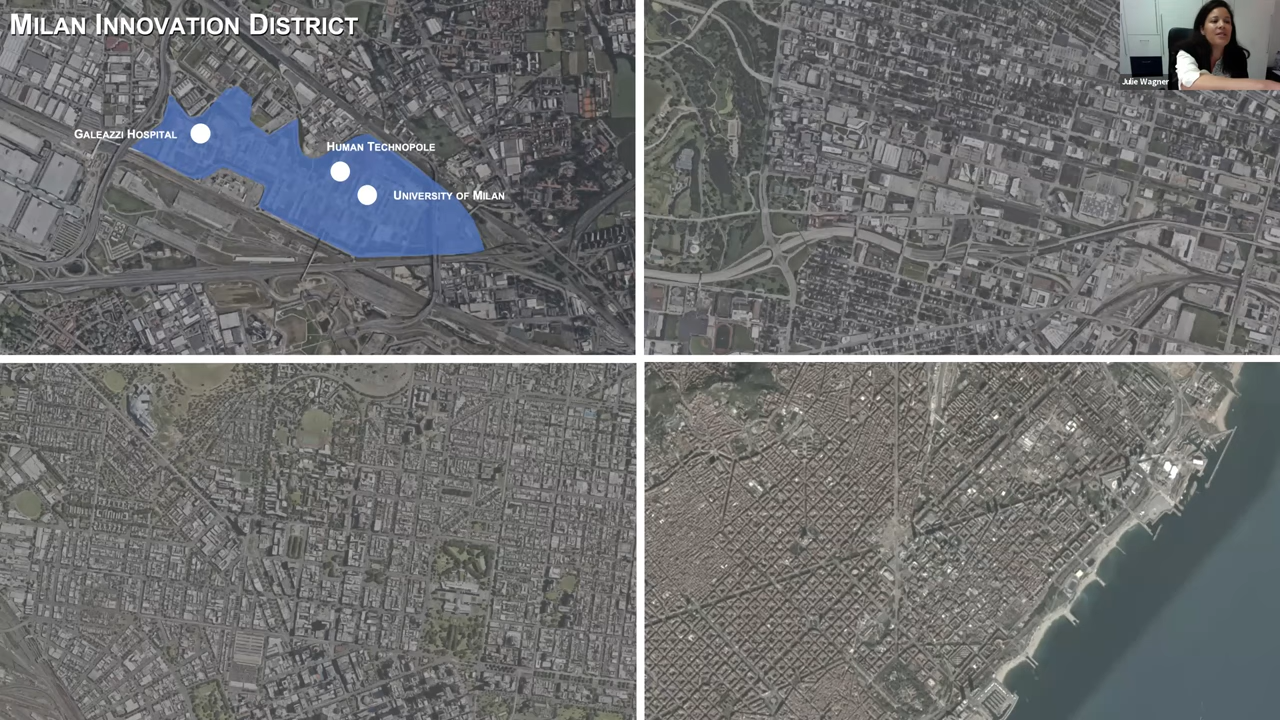 MILAN INNOVATION DISTRICT
Julie Wagner
GALEAZZI HOSPITAL
HUMAN TECHNOPOLE
UNIVERSITY OF MILAN